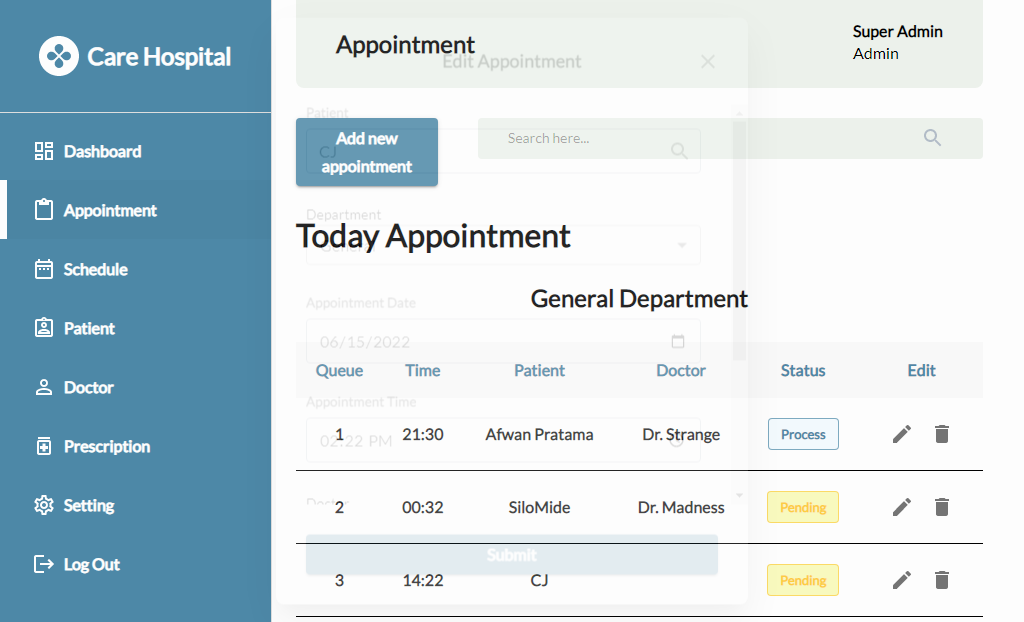 Care Hospital
Dashboard
Appointment
Schedule
Patient
Doctor
Prescription
Setting
Log Out
Appointment
Super Admin
Admin
Edit Appointment
Patient
CJ
Add new
appointment
Search here...
Department
Today Appointment
General Department
Appointment Date
06/15/2022
Queue Time Patient Doctor Status Edit
Appointment Time
02:22 PM
1 21:30 Afwan Pratama Dr. Strange Process
Doctor
2 00:32 SiloMide Dr. Madness Pending
Submit
3 14:22 CJ Pending